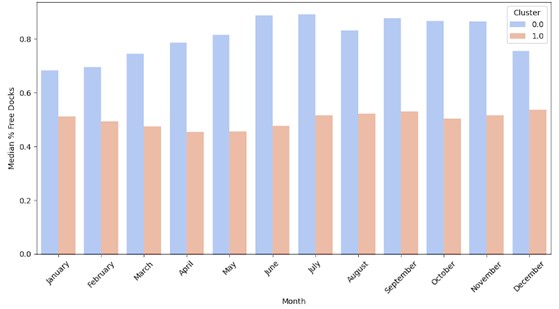 Cluster
0.0
1.0
Median % Free Docks
0.8
0.6
0.4
0.2
0.0
January
February
March
April
May
June
July
August
September
October
November
December
Month